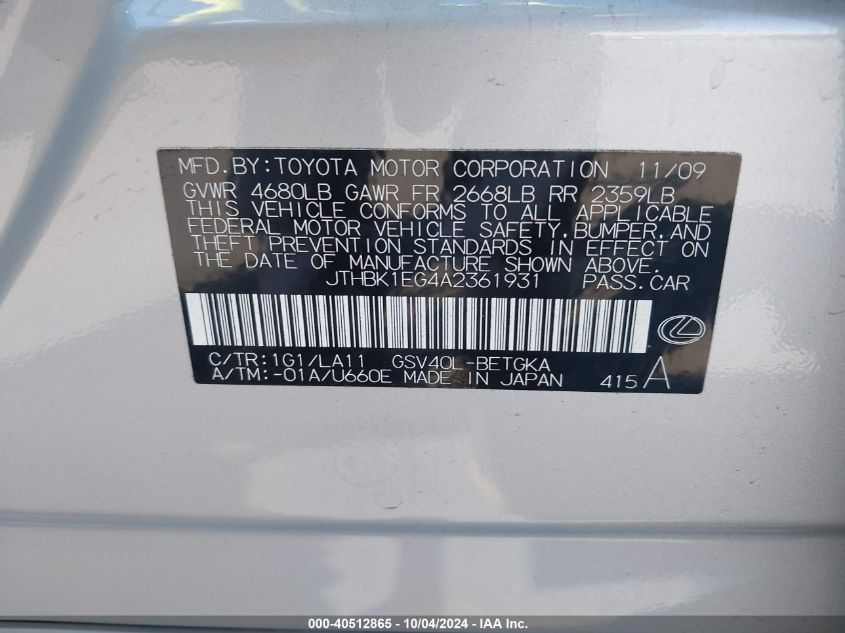 MFD.BY:TOYOTA MOTOR CORPORATION 11/09
GVWR 4680LB GAWR FR 2668LB RR 2359LB
THIS VEHICLE CONFORMS TO ALL APPLICABLE
FEDERAL MOTOR VEHICLE SAFETY,BUMPER,AND
THEFT PREVENTION STANDARDS IN EFFECT ON
THE DATE OF MANUFACTURE SHOWN ABOVE.
JTHBK1EG4A2361931 PASS.CAR
C/TR:1G1/LA11 GSV40L-BETGKA
A/TM:-01A/U660E MADE IN JAPAN 415 A
000-40512865 - 10/04/2024 - IAA Inc.